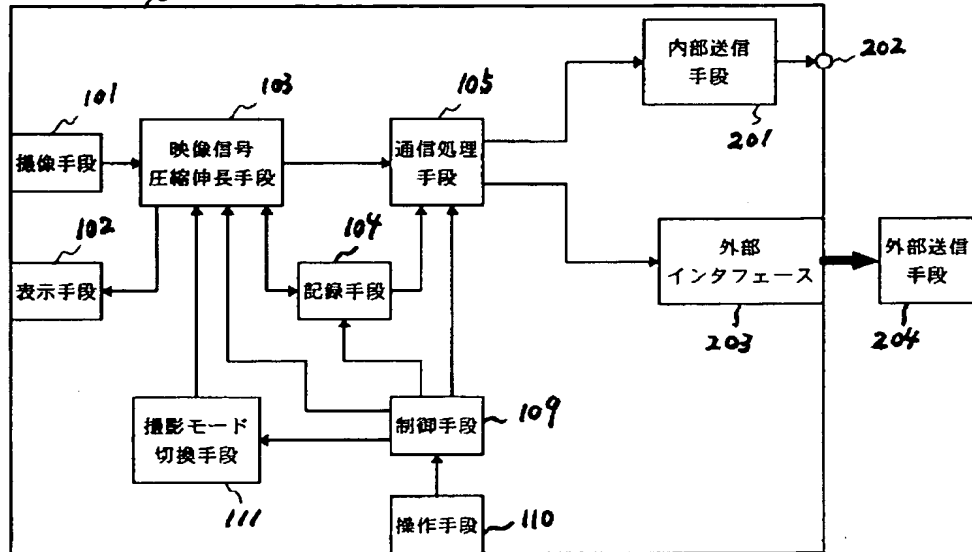 内部送信
手段
202
201
101
撮像手段
103
映像信号
圧縮伸長手段
105
通信処理
手段
102
表示手段
104
記録手段
外部
インタフェース
203
外部送信
手段
204
撮影モード
切換手段
111
制御手段
109
操作手段
110